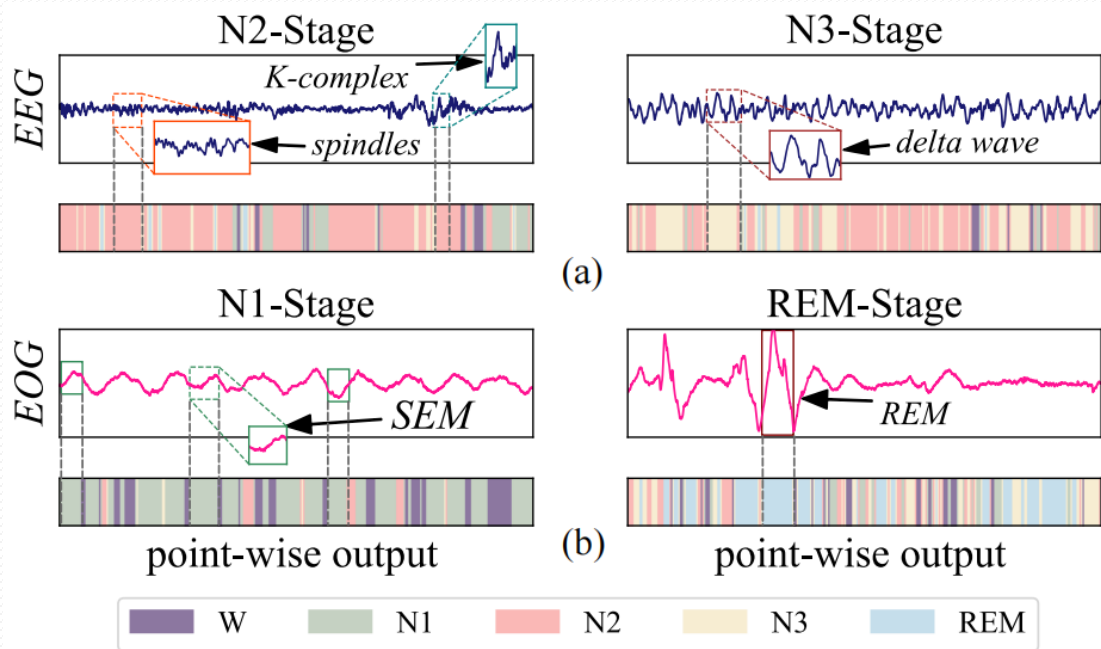 N2-Stage
N3-Stage
EEG
K-complex
spindles
delta wave
(a)
N1-Stage
REM-Stage
EOG
SEM
REM
point-wise output
(b)
point-wise output
W
N1
N2
N3
REM